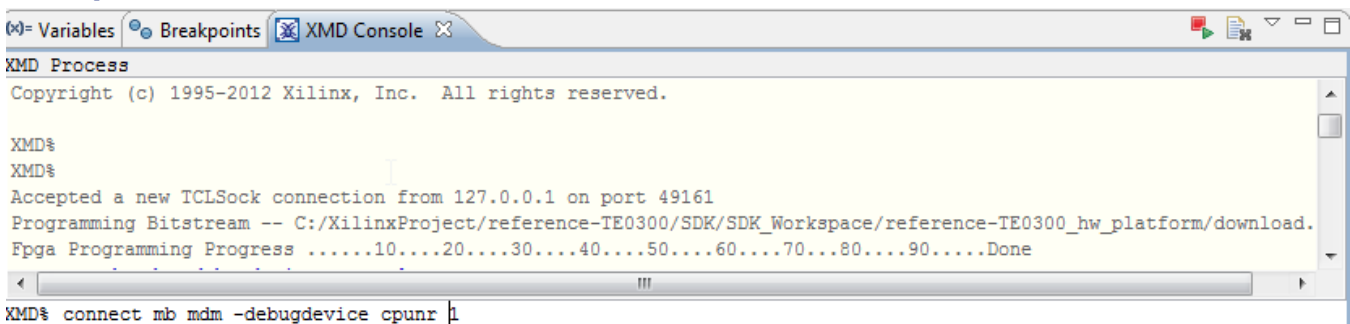 (x)= Variables Breakpoints XMD Console
XMD Process
Copyright (c) 1995-2012 Xilinx, Inc.  All rights reserved.
XMD%
XMD%
Accepted a new TCLSock connection from 127.0.0.1 on port 49161
Programming Bitstream -- C:/XilinxProject/reference-TE0300/SDK/SDK_Workspace/reference-TE0300_hw_platform/download.
Fpga Programming Progress ......10....20....30....40....50....60....70...80....90.....Done
XMD% connect mb mdm -debugdevice cpunr 1